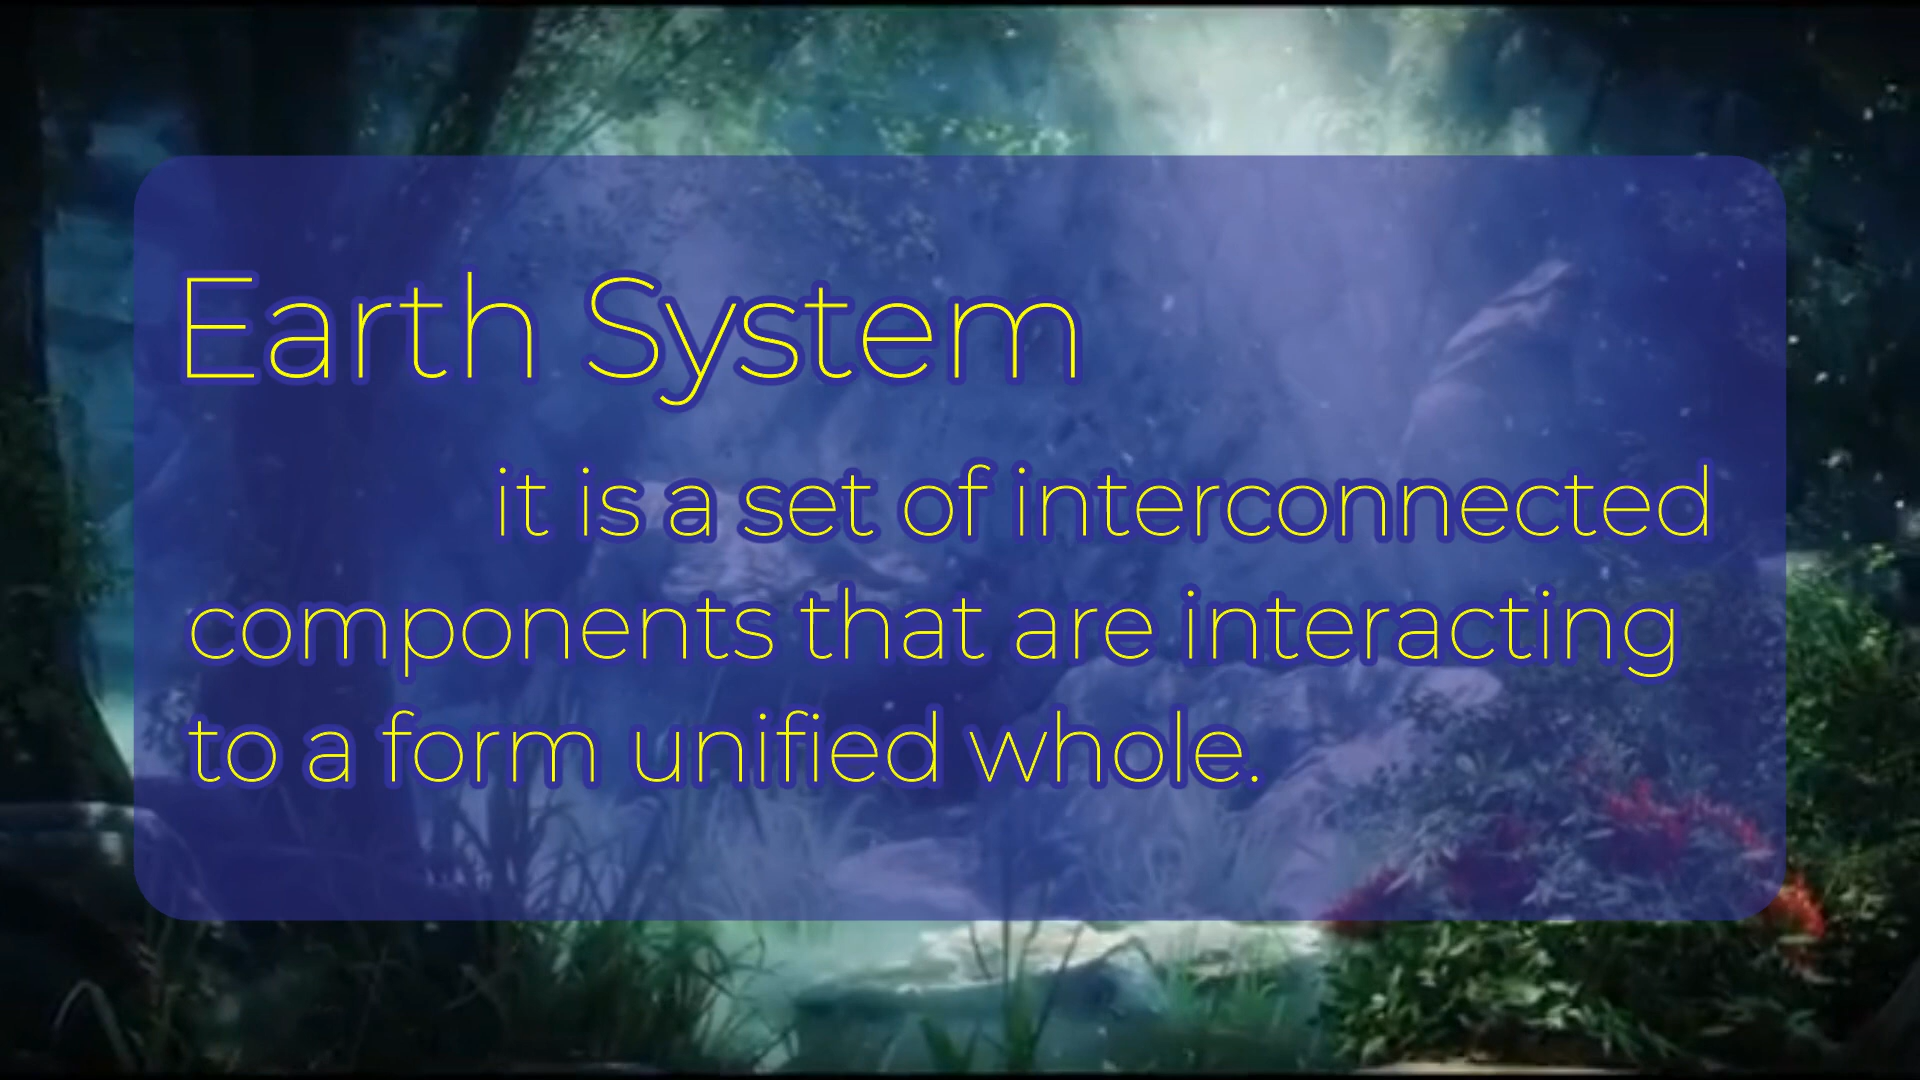 Earth System
it is a set of interconnected
components that are interacting
to a form unified whole.